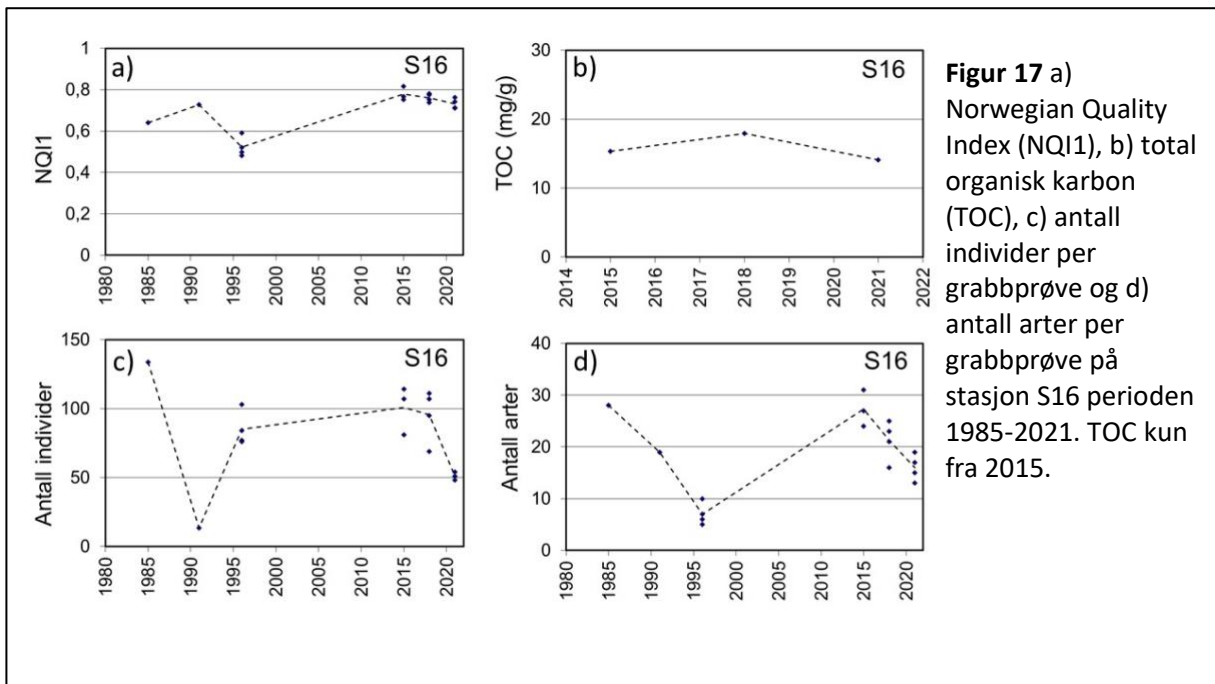 a)
S16
NQI1
1
0,8
0,6
0,4
0,2
0
1980
1985
1990
1995
2000
2005
2010
2015
2020
b)
S16
TOC (mg/g)
30
20
10
0
2014
2015
2016
2017
2018
2019
2020
2021
2022
c)
S16
Antall individer
150
100
50
0
1980
1985
1990
1995
2000
2005
2010
2015
2020
d)
S16
Antall arter
40
30
20
10
0
1980
1985
1990
1995
2000
2005
2010
2015
2020
Figur 17 a)
Norwegian Quality
Index (NQI1), b) total
organisk karbon
(TOC), c) antall
individer per
grabbprøve og d)
antall arter per
grabbprøve på
stasjon S16 perioden
1985-2021. TOC kun
fra 2015.